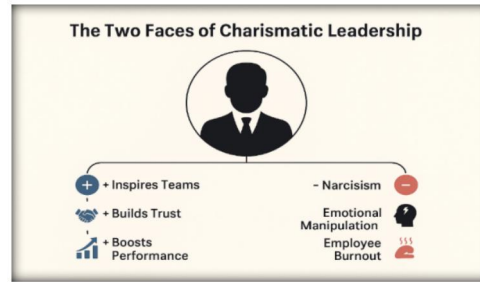 The Two Faces of Charismatic Leadership
+ Inspires Teams
+ Builds Trust
+ Boosts
Performance
- Narcisism
Emotional
Manipulation
Employee
Burnout